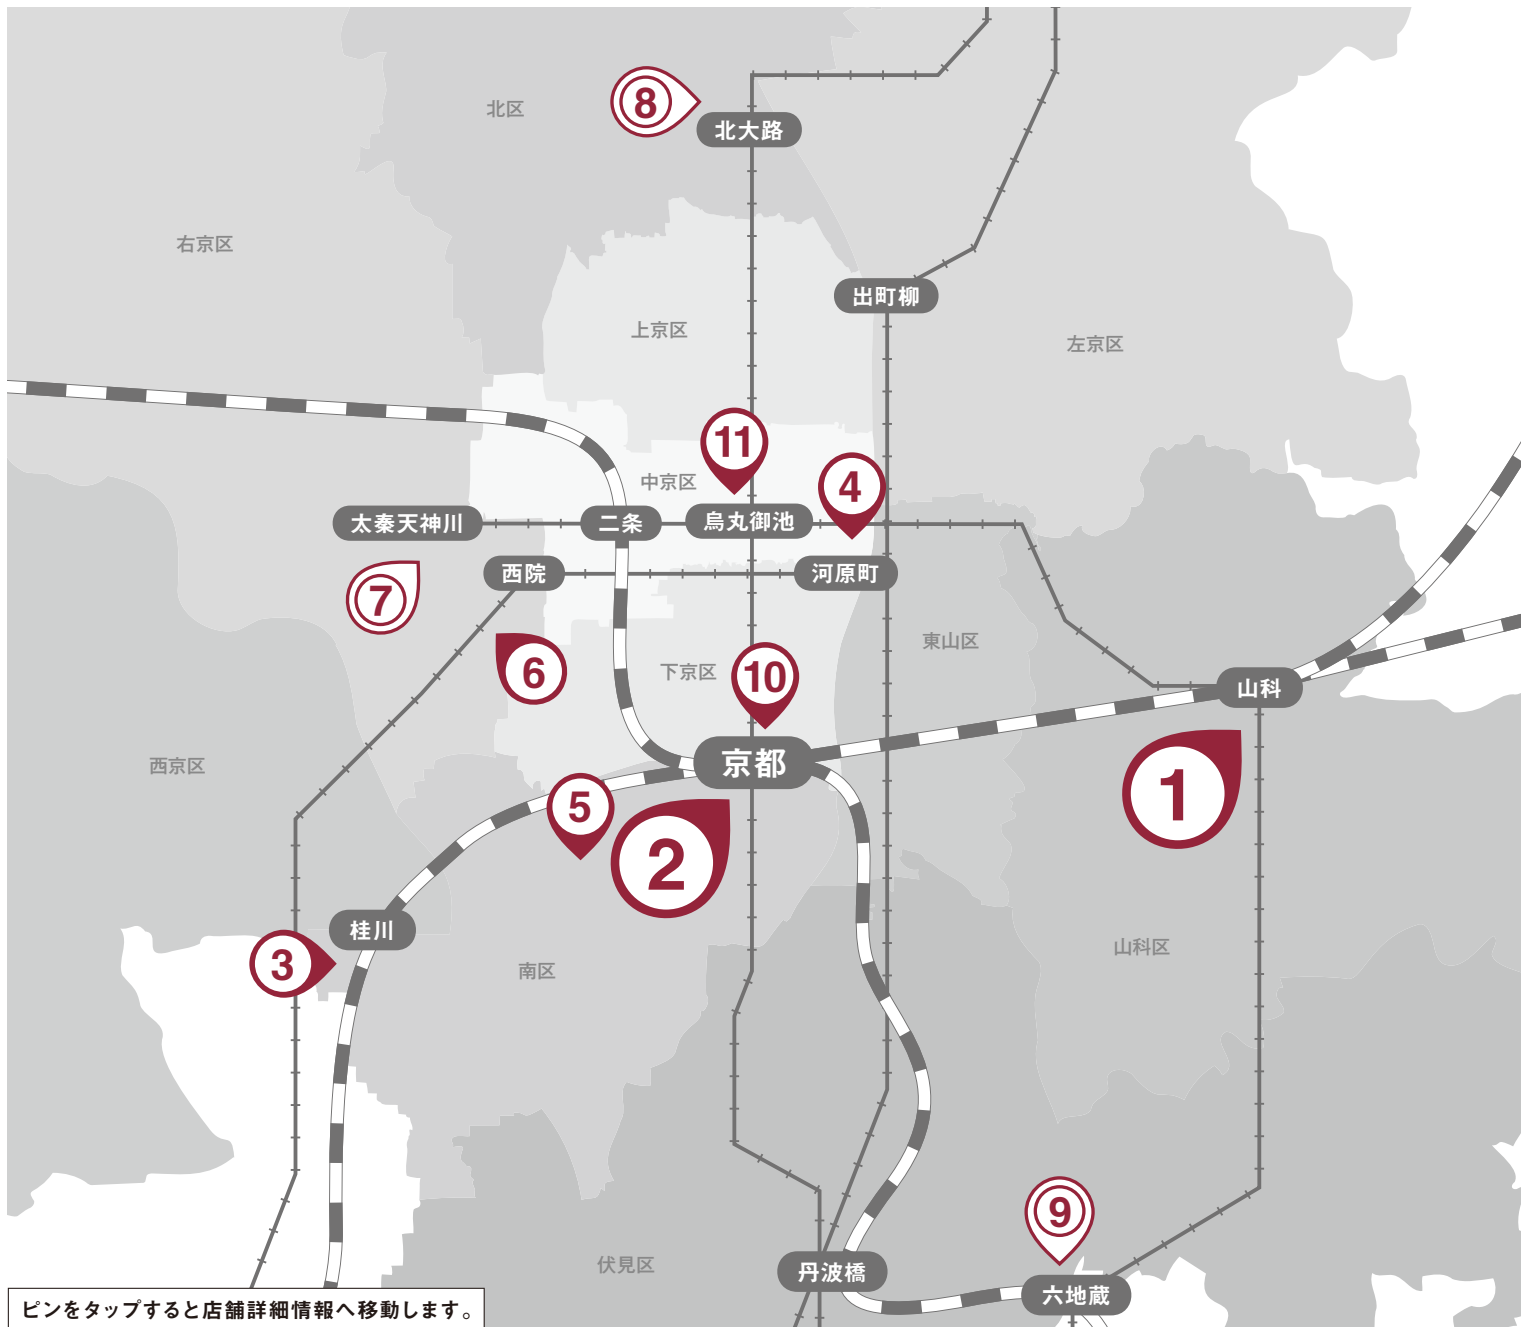 8
北区
北大路
右京区
出町柳
上京区
左京区
11
中京区
4
太秦天神川
二条
烏丸御池
西院
河原町
7
6
東山区
下京区
10
山科
西京区
京都
1
5
2
桂川
山科区
3
南区
9
伏見区
丹波橋
六地蔵
ピンをタップすると店舗詳細情報へ移動します。